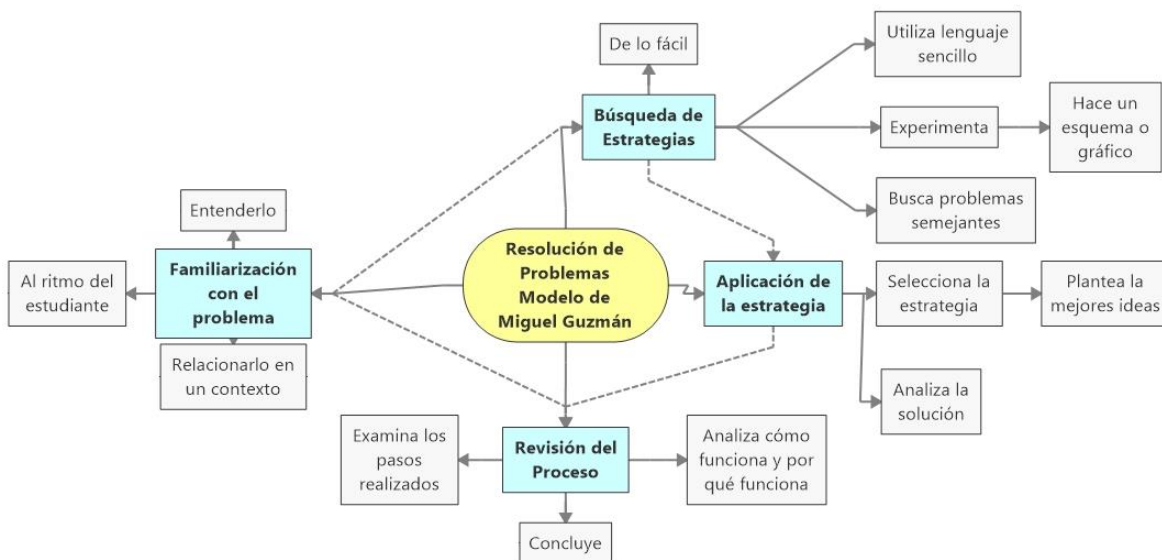 De lo fácil
Utiliza lenguaje
sencillo
Búsqueda de
Estrategias
Experimenta
Hace un
esquema o
gráfico
Busca problemas
semejantes
Entenderlo
Al ritmo del
estudiante
Familiarización
con el
problema
Relacionarlo en
un contexto
Resolución de
Problemas
Modelo de
Miguel Guzmán
Aplicación de
la estrategia
Selecciona la
estrategia
Plantea la
mejores ideas
Analiza la
solución
Examina los
pasos
realizados
Revisión del
Proceso
Analiza cómo
funciona y por
qué funciona
Concluye